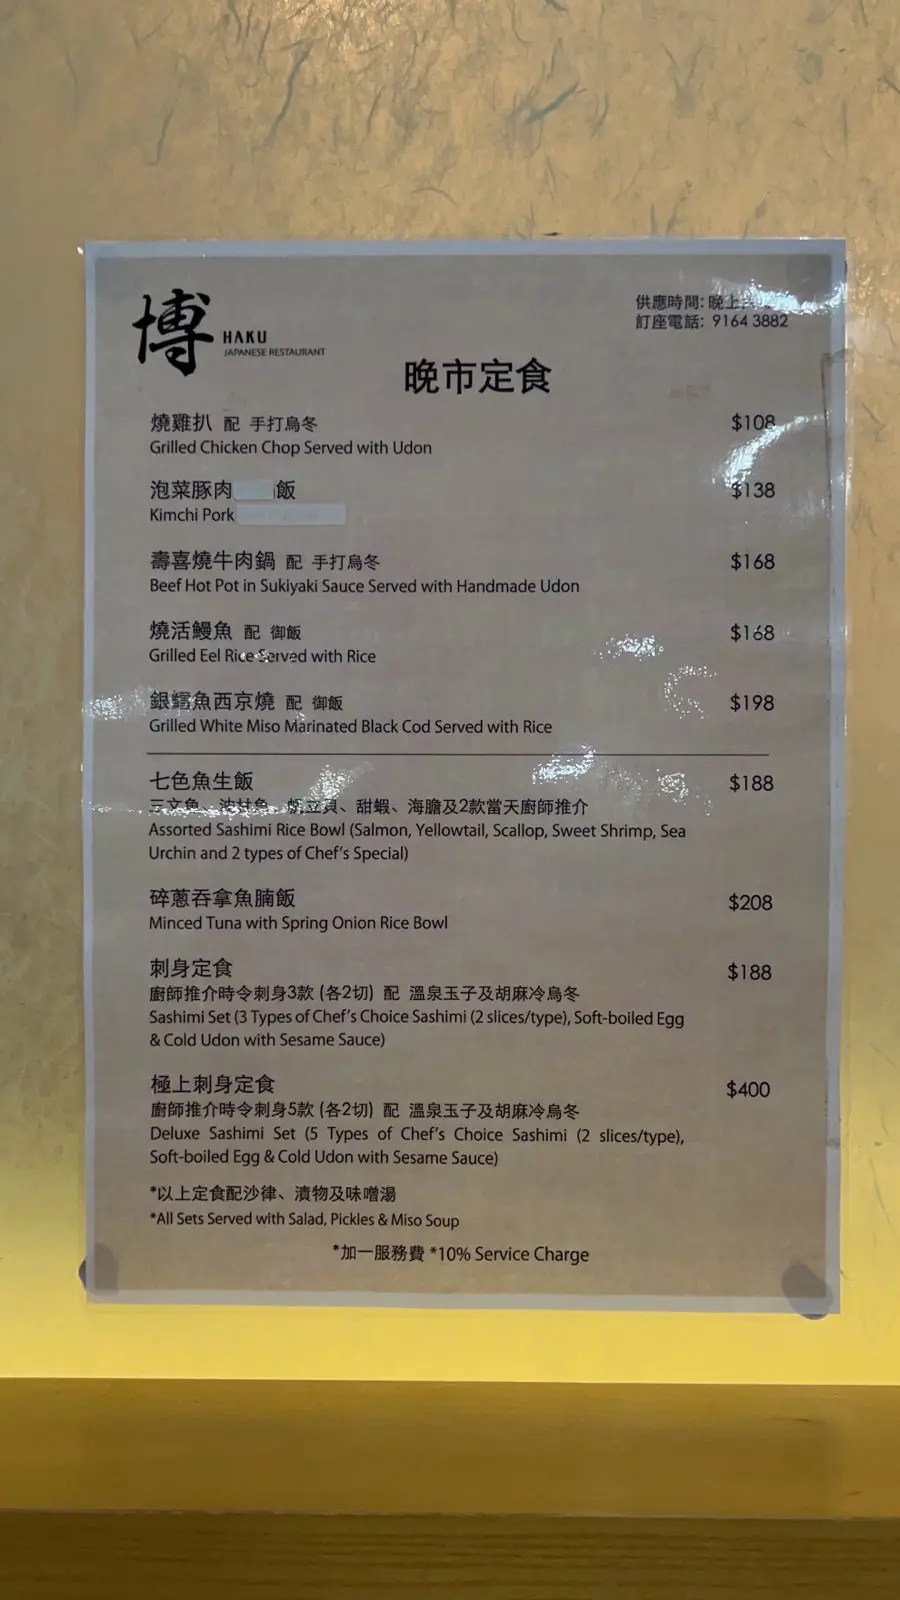 博 HAKU
JAPANESE RESTAURANT
供應時間: 晚上
訂座電話: 9164 3882
晚市定食
燒雞扒 配 手打烏冬 $108
Grilled Chicken Chop Served with Udon
泡菜豚肉 飯 $138
Kimchi Pork
壽喜燒牛肉鍋 配 手打烏冬 $168
Beef Hot Pot in Sukiyaki Sauce Served with Handmade Udon
燒活鰻魚 配 御飯 $168
Grilled Eel Rice Served with Rice
銀鱈魚西京燒 配 御飯 $198
Grilled White Miso Marinated Black Cod Served with Rice
七色魚生飯 $188
三文魚、油甘魚、帆立貝、甜蝦、海膽及2款當天廚師推介
Assorted Sashimi Rice Bowl (Salmon, Yellowtail, Scallop, Sweet Shrimp, Sea
Urchin and 2 types of Chef's Special)
碎蔥吞拿魚腩飯 $208
Minced Tuna with Spring Onion Rice Bowl
刺身定食 $188
廚師推介時令刺身3款 (各2切) 配 溫泉玉子及胡麻冷烏冬
Sashimi Set (3 Types of Chef's Choice Sashimi (2 slices/type), Soft-boiled Egg
& Cold Udon with Sesame Sauce)
極上刺身定食 $400
廚師推介時令刺身5款 (各2切) 配 溫泉玉子及胡麻冷烏冬
Deluxe Sashimi Set (5 Types of Chef's Choice Sashimi (2 slices/type),
Soft-boiled Egg & Cold Udon with Sesame Sauce)
*以上定食配沙律、漬物及味噌湯
*All Sets Served with Salad, Pickles & Miso Soup
*加一服務費 *10% Service Charge